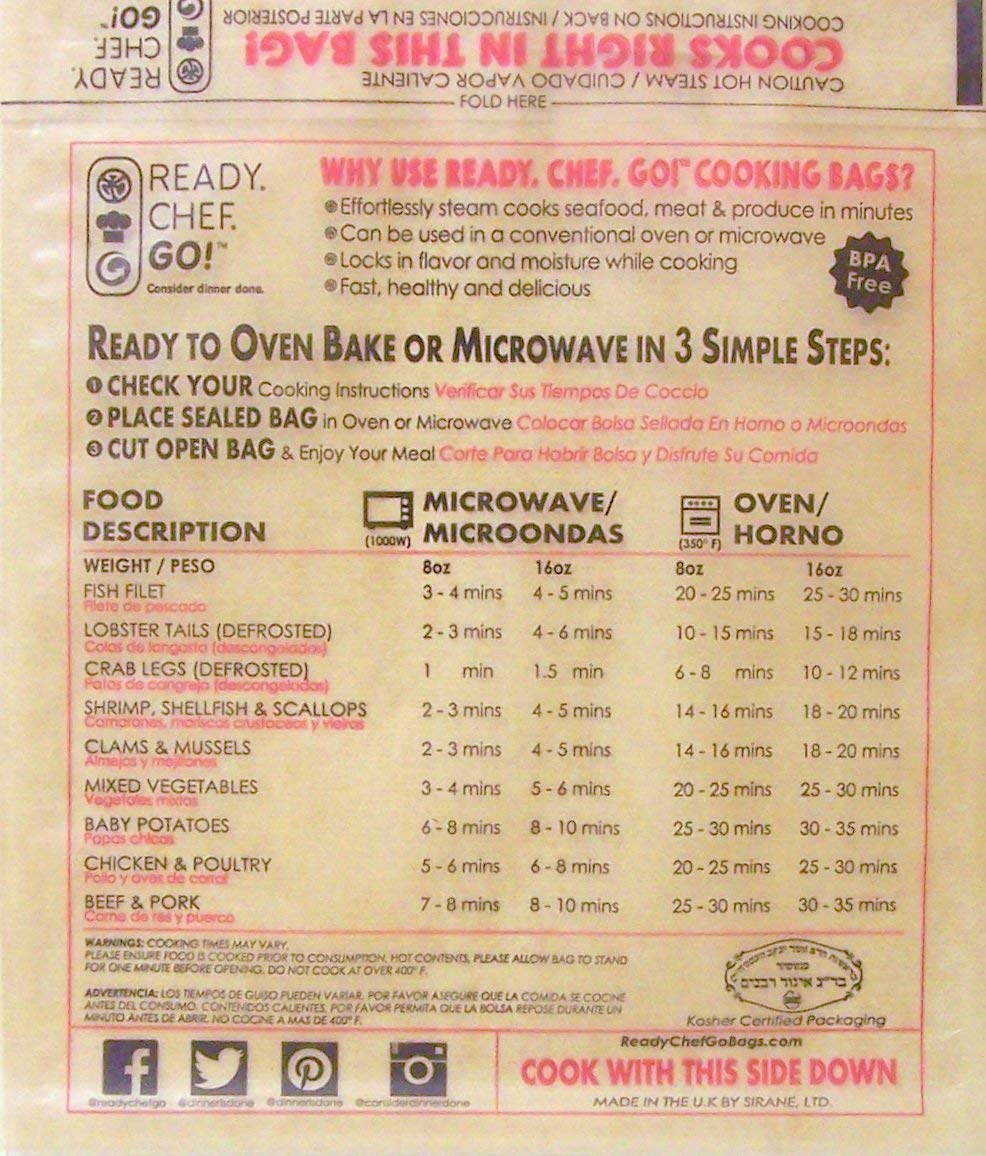 COOKING INSTRUCTIONS ON BACK / INSTRUCCIONES EN LA PARTE POSTERIOR
COOKS RIGHT IN THIS BAG!
CAUTION HOT STEAM / CUIDADO VAPOR CALIENTE
READY.
CHEF.
GO!™
FOLD HERE
READY.
CHEF.
GO!™
Consider dinner done.
WHY USE READY. CHEF. GO!™ COOKING BAGS?
Effortlessly steam cooks seafood, meat & produce in minutes
Can be used in a conventional oven or microwave
Locks in flavor and moisture while cooking
Fast, healthy and delicious
BPA
Free
READY TO OVEN BAKE OR MICROWAVE IN 3 SIMPLE STEPS:
1 CHECK YOUR Cooking Instructions Verificar Sus Tiempos De Coccio
2 PLACE SEALED BAG in Oven or Microwave Colocar Bolsa Sellada En Horno o Microondas
3 CUT OPEN BAG & Enjoy Your Meal Corte Para Habrir Bolsa y Disfrute Su Comida
FOOD DESCRIPTION (1000W) MICROWAVE/ MICROONDAS (350° F) OVEN/ HORNO
WEIGHT / PESO 8oz 16oz 8oz 16oz
FISH FILET 3 - 4 mins 4 - 5 mins 20 - 25 mins 25 - 30 mins
Filete de pescado
LOBSTER TAILS (DEFROSTED) 2 - 3 mins 4 - 6 mins 10 - 15 mins 15 - 18 mins
Colas de langosta (descongeladas)
CRAB LEGS (DEFROSTED) 1 min 1.5 min 6 - 8 mins 10 - 12 mins
Patas de cangrejo (descongeladas)
SHRIMP, SHELLFISH & SCALLOPS 2 - 3 mins 4 - 5 mins 14 - 16 mins 18 - 20 mins
Camarones, mariscos crustaceos y vieiras
CLAMS & MUSSELS 2 - 3 mins 4 - 5 mins 14 - 16 mins 18 - 20 mins
Almejas y mejillones
MIXED VEGETABLES 3 - 4 mins 5 - 6 mins 20 - 25 mins 25 - 30 mins
Vegetales mixtos
BABY POTATOES 6 - 8 mins 8 - 10 mins 25 - 30 mins 30 - 35 mins
Papas chicas
CHICKEN & POULTRY 5 - 6 mins 6 - 8 mins 20 - 25 mins 25 - 30 mins
Pollo y aves de corral
BEEF & PORK 7 - 8 mins 8 - 10 mins 25 - 30 mins 30 - 35 mins
Carne de res y puerco
WARNINGS: COOKING TIMES MAY VARY.
PLEASE ENSURE FOOD IS COOKED PRIOR TO CONSUMPTION. HOT CONTENTS, PLEASE ALLOW BAG TO STAND
FOR ONE MINUTE BEFORE OPENING. DO NOT COOK AT OVER 400° F.
ADVERTENCIA: LOS TIEMPOS DE GUISO PUEDEN VARIAR. POR FAVOR ASEGURE QUE LA COMIDA SE COCINE
ANTES DEL CONSUMO. CONTENIDOS CALIENTES, POR FAVOR PERMITA QUE LA BOLSA REPOSE DURANTE UN
MINUTO ANTES DE ABRIR. NO COCINE A MAS DE 400° F.
בד״צ איגוד רבנים
Kosher Certified Packaging
@readychefgo @dinnerisdone @dinnerisdone @considerdinnerdone
ReadyChefGoBags.com
COOK WITH THIS SIDE DOWN
MADE IN THE U.K BY SIRANE, LTD.